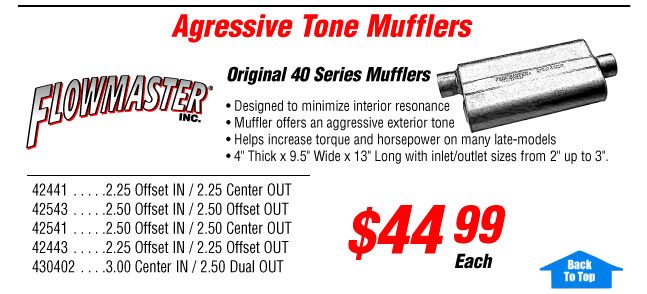 Agressive Tone Mufflers
FLOWMASTER®
INC.
Original 40 Series Mufflers
FLOWMASTER
• Designed to minimize interior resonance
• Muffler offers an aggressive exterior tone
• Helps increase torque and horsepower on many late-models
• 4" Thick x 9.5" Wide x 13" Long with inlet/outlet sizes from 2" up to 3".
42441 . . . . .2.25 Offset IN / 2.25 Center OUT
42543 . . . . .2.50 Offset IN / 2.50 Offset OUT
42541 . . . . .2.50 Offset IN / 2.50 Center OUT
42443 . . . . .2.25 Offset IN / 2.25 Offset OUT
430402 . . . .3.00 Center IN / 2.50 Dual OUT
$44 99
Each
Back
To Top